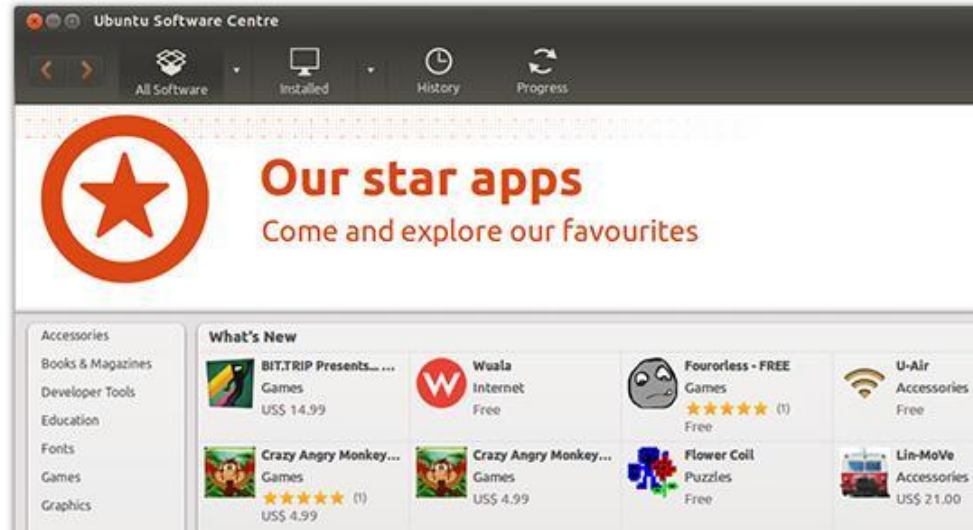 Ubuntu Software Centre
All Software
Installed
History
Progress
Our star apps
Come and explore our favourites
Accessories
Books & Magazines
Developer Tools
Education
Fonts
Games
Graphics
What's New
BIT.TRIP Presents... ...
Games
US$ 14.99
Wuala
Internet
Free
Fourorless - FREE
Games
(1)
Free
U-Air
Accessories
Free
Crazy Angry Monkey...
Games
(1)
US$ 4.99
Crazy Angry Monkey...
Games
US$ 4.99
Flower Coil
Puzzles
Free
Lin-MoVe
Accessories
US$ 21.00